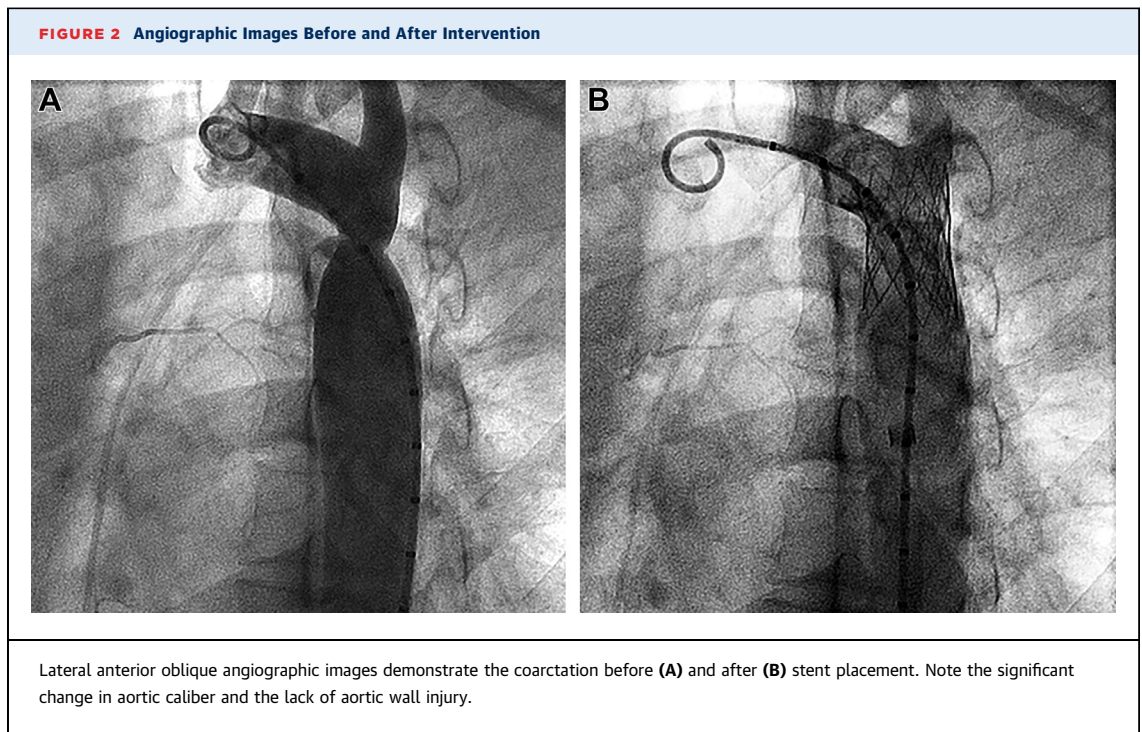 FIGURE 2 Angiographic Images Before and After Intervention
A
B
Lateral anterior oblique angiographic images demonstrate the coarctation before (A) and after (B) stent placement. Note the significant
change in aortic caliber and the lack of aortic wall injury.